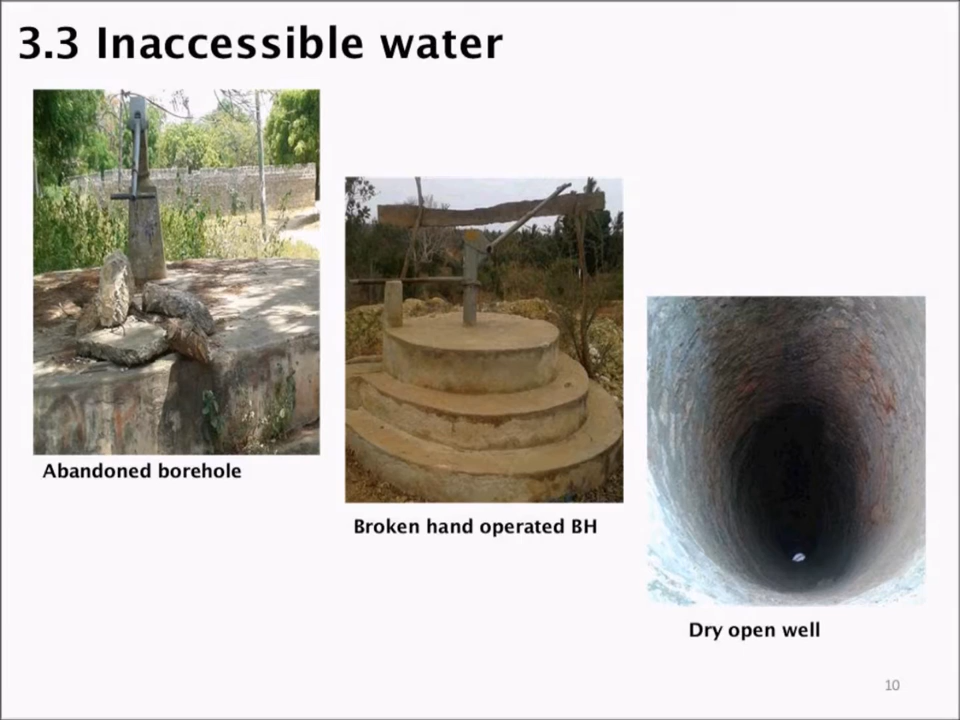 3.3 Inaccessible water
Abandoned borehole
Broken hand operated BH
Dry open well
10